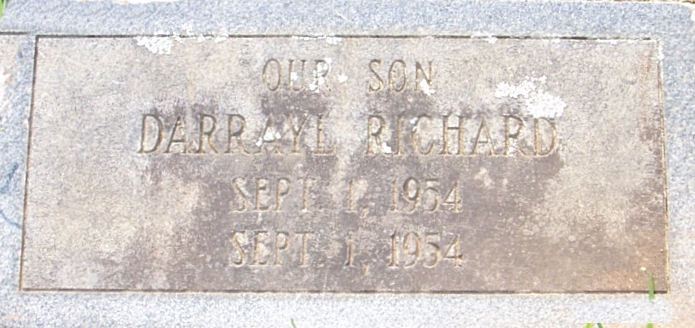 OUR SON
DARRAYL RICHARD
SEPT. 1, 1954
SEPT. 1, 1954